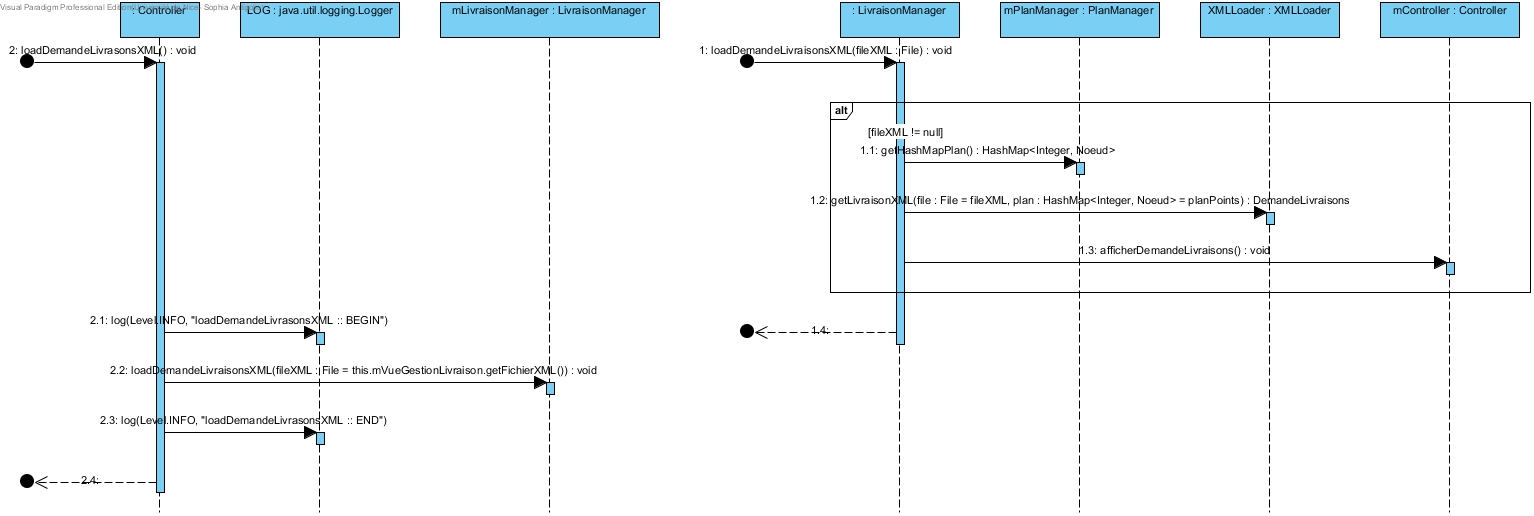 Visual Paradigm Professional Edition
: Controller
LOG : java.util.logging.Logger
mLivraisonManager : LivraisonManager
: LivraisonManager
mPlanManager : PlanManager
XMLLoader : XMLLoader
mController : Controller
2: loadDemandeLivrasonsXML() : void
1: loadDemandeLivraisonsXML(fileXML : File) : void
alt
[fileXML != null]
1.1: getHashMapPlan() : HashMap<Integer, Noeud>
1.2: getLivraisonXML(file : File = fileXML, plan : HashMap<Integer, Noeud> = planPoints) : DemandeLivraisons
1.3: afficherDemandeLivraisons() : void
2.1: log(Level.INFO, "loadDemandeLivrasonsXML :: BEGIN")
1.4:
2.2: loadDemandeLivraisonsXML(fileXML : File = this.mVueGestionLivraison.getFichierXML()) : void
2.3: log(Level.INFO, "loadDemandeLivrasonsXML :: END")
2.4: